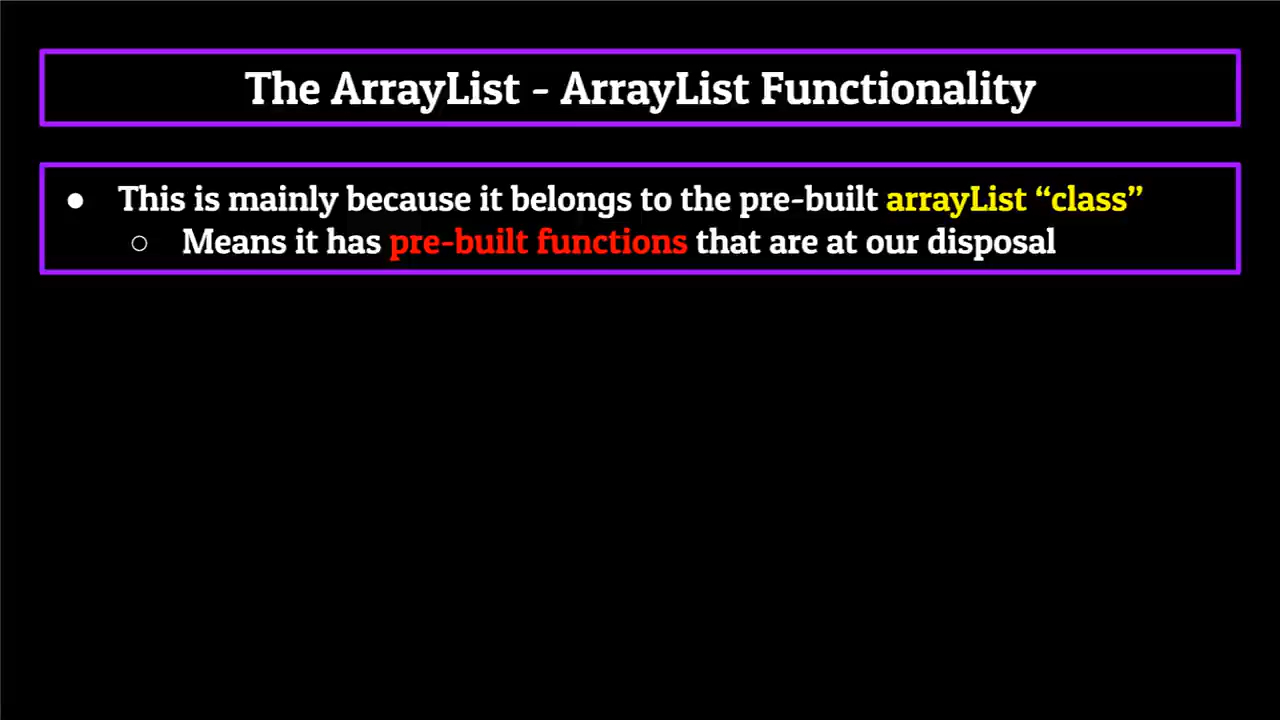 The ArrayList - ArrayList Functionality
● This is mainly because it belongs to the pre-built arrayList “class”
○ Means it has pre-built functions that are at our disposal